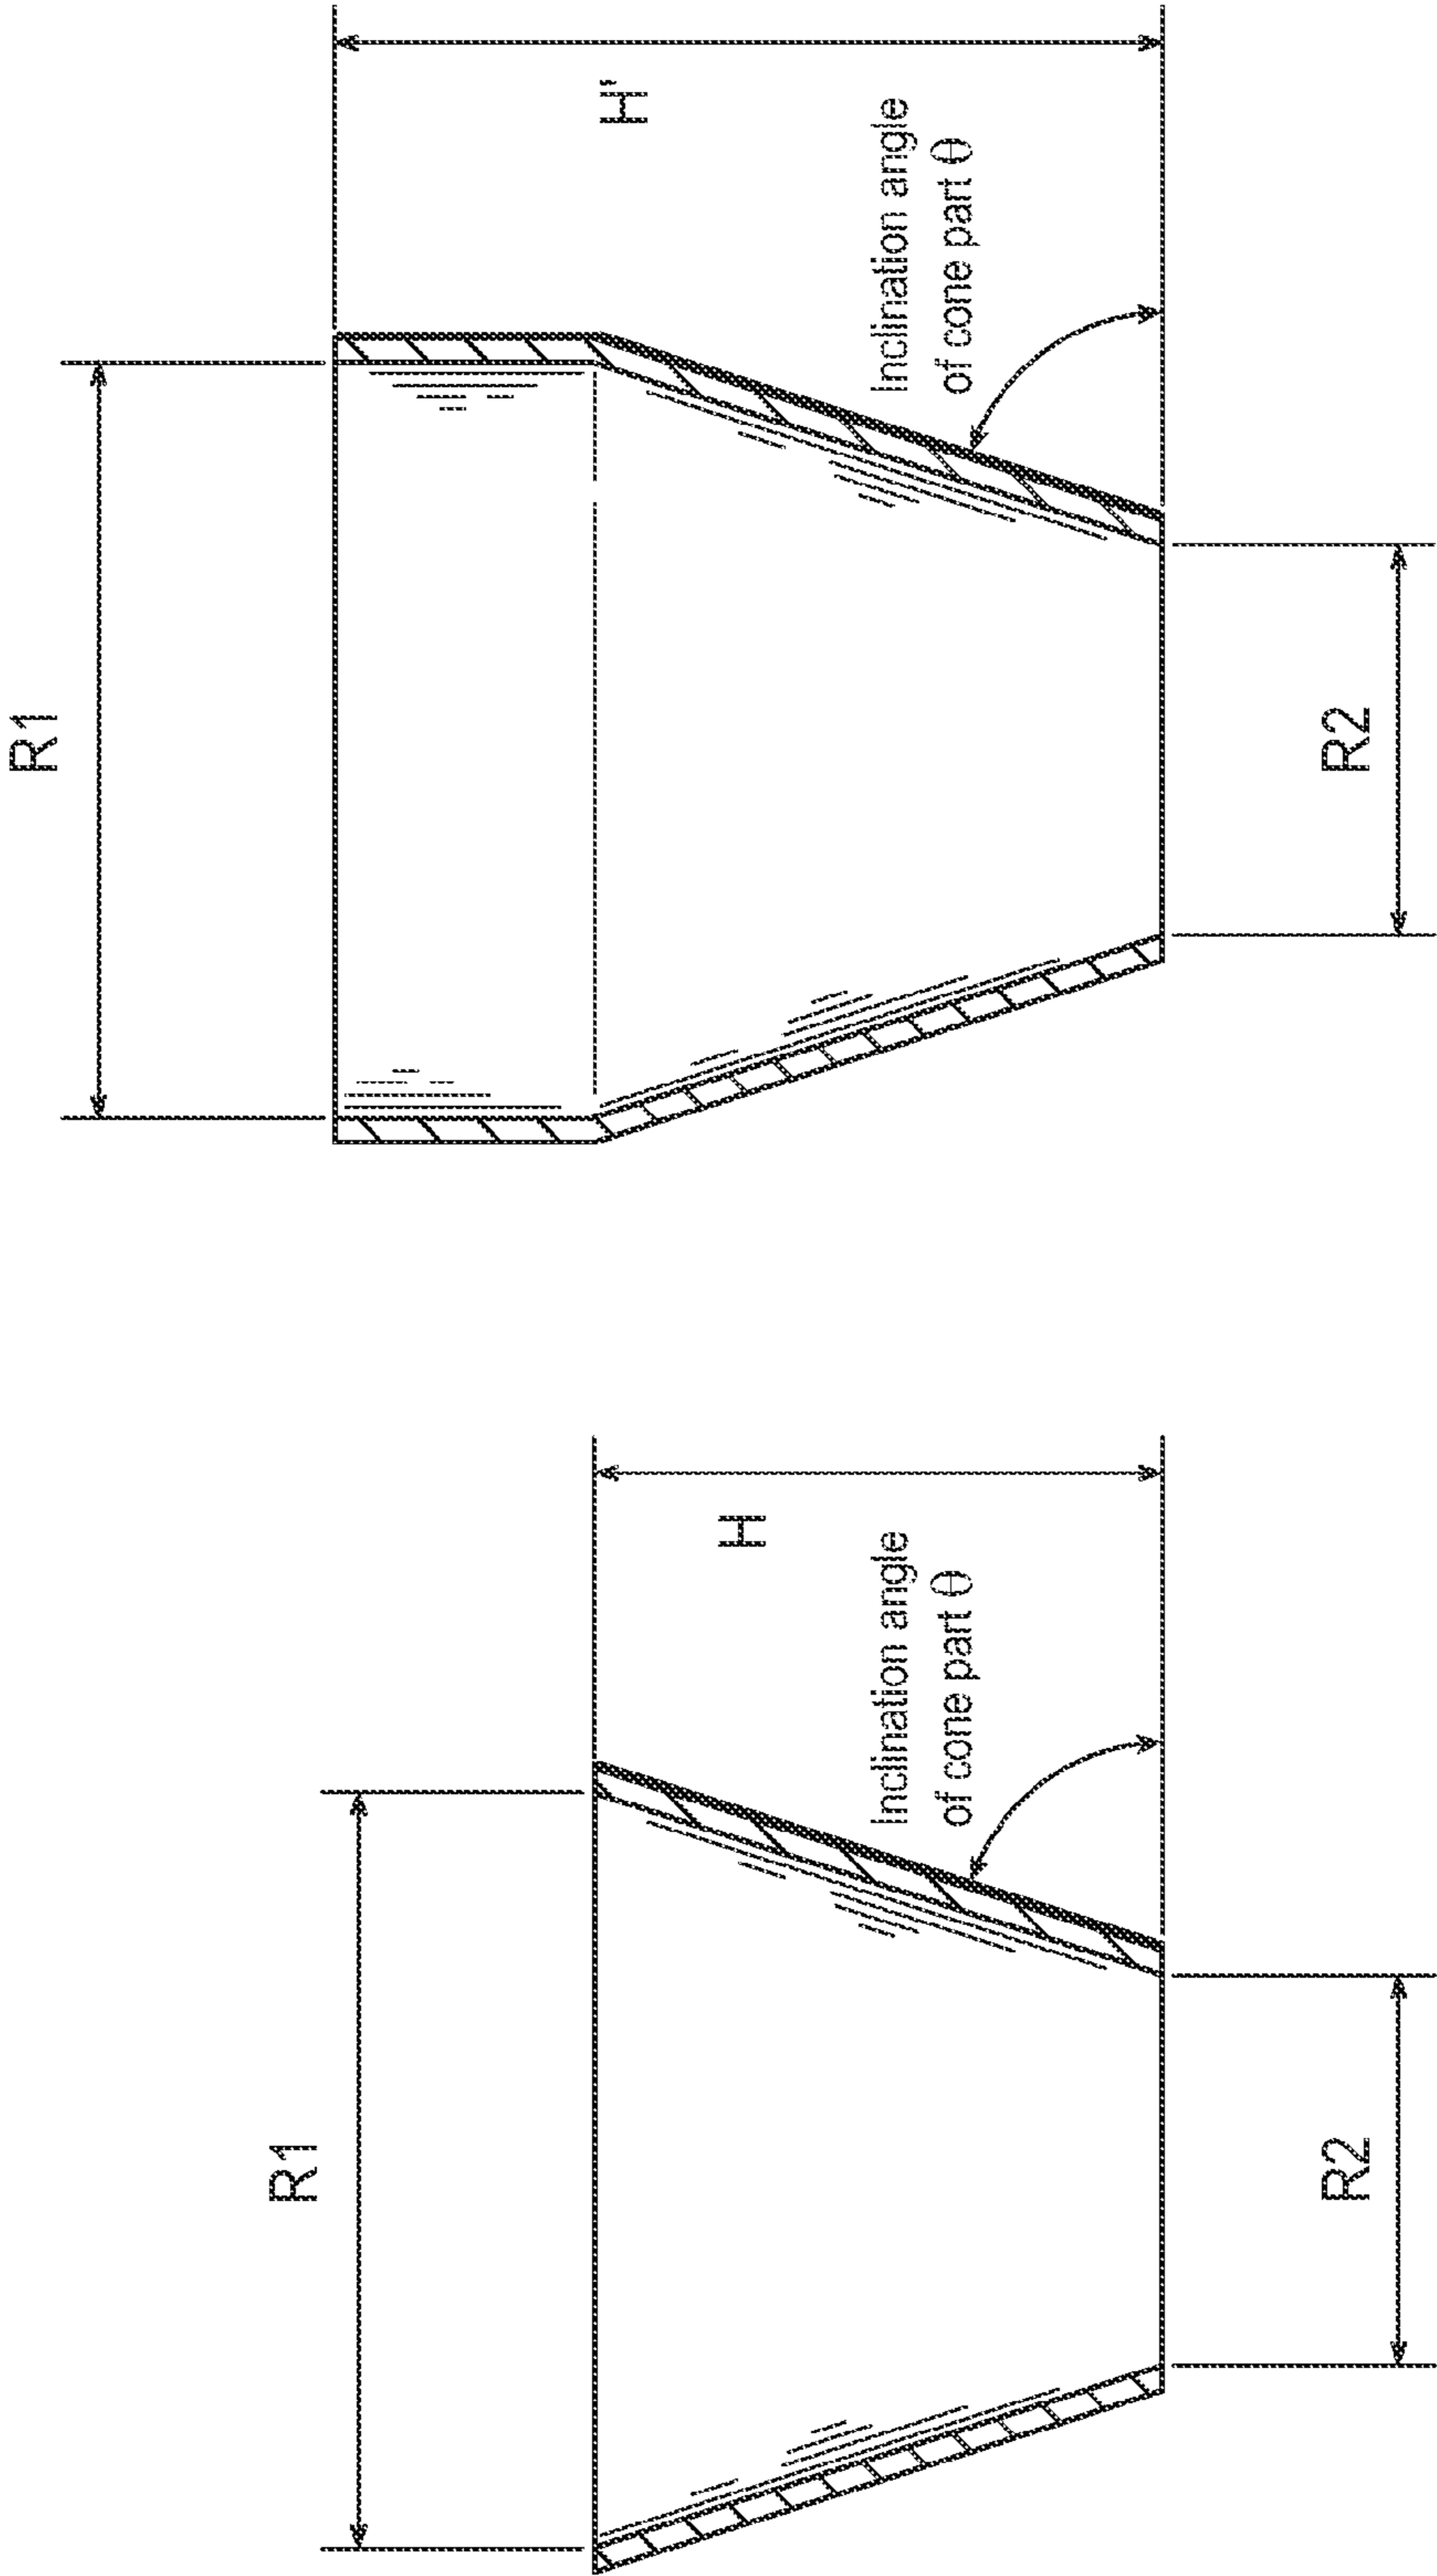 R1
H
Inclination angle
of cone part θ
R2
R1
H'
Inclination angle
of cone part θ
R2